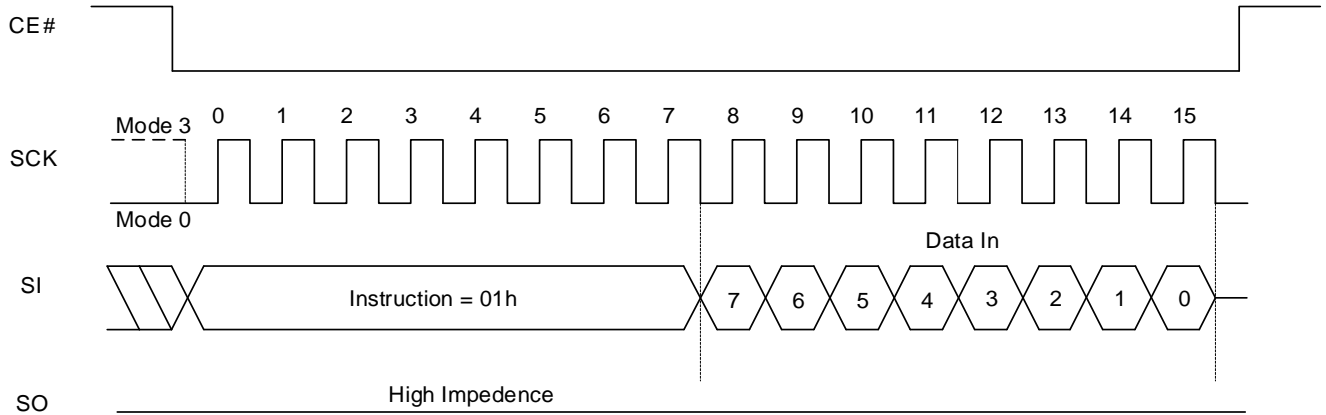 CE#
0 1 2 3 4 5 6 7 8 9 10 11 12 13 14 15
Mode 3
SCK
Mode 0
Data In
SI
Instruction = 01h
7 6 5 4 3 2 1 0
High Impedence
SO